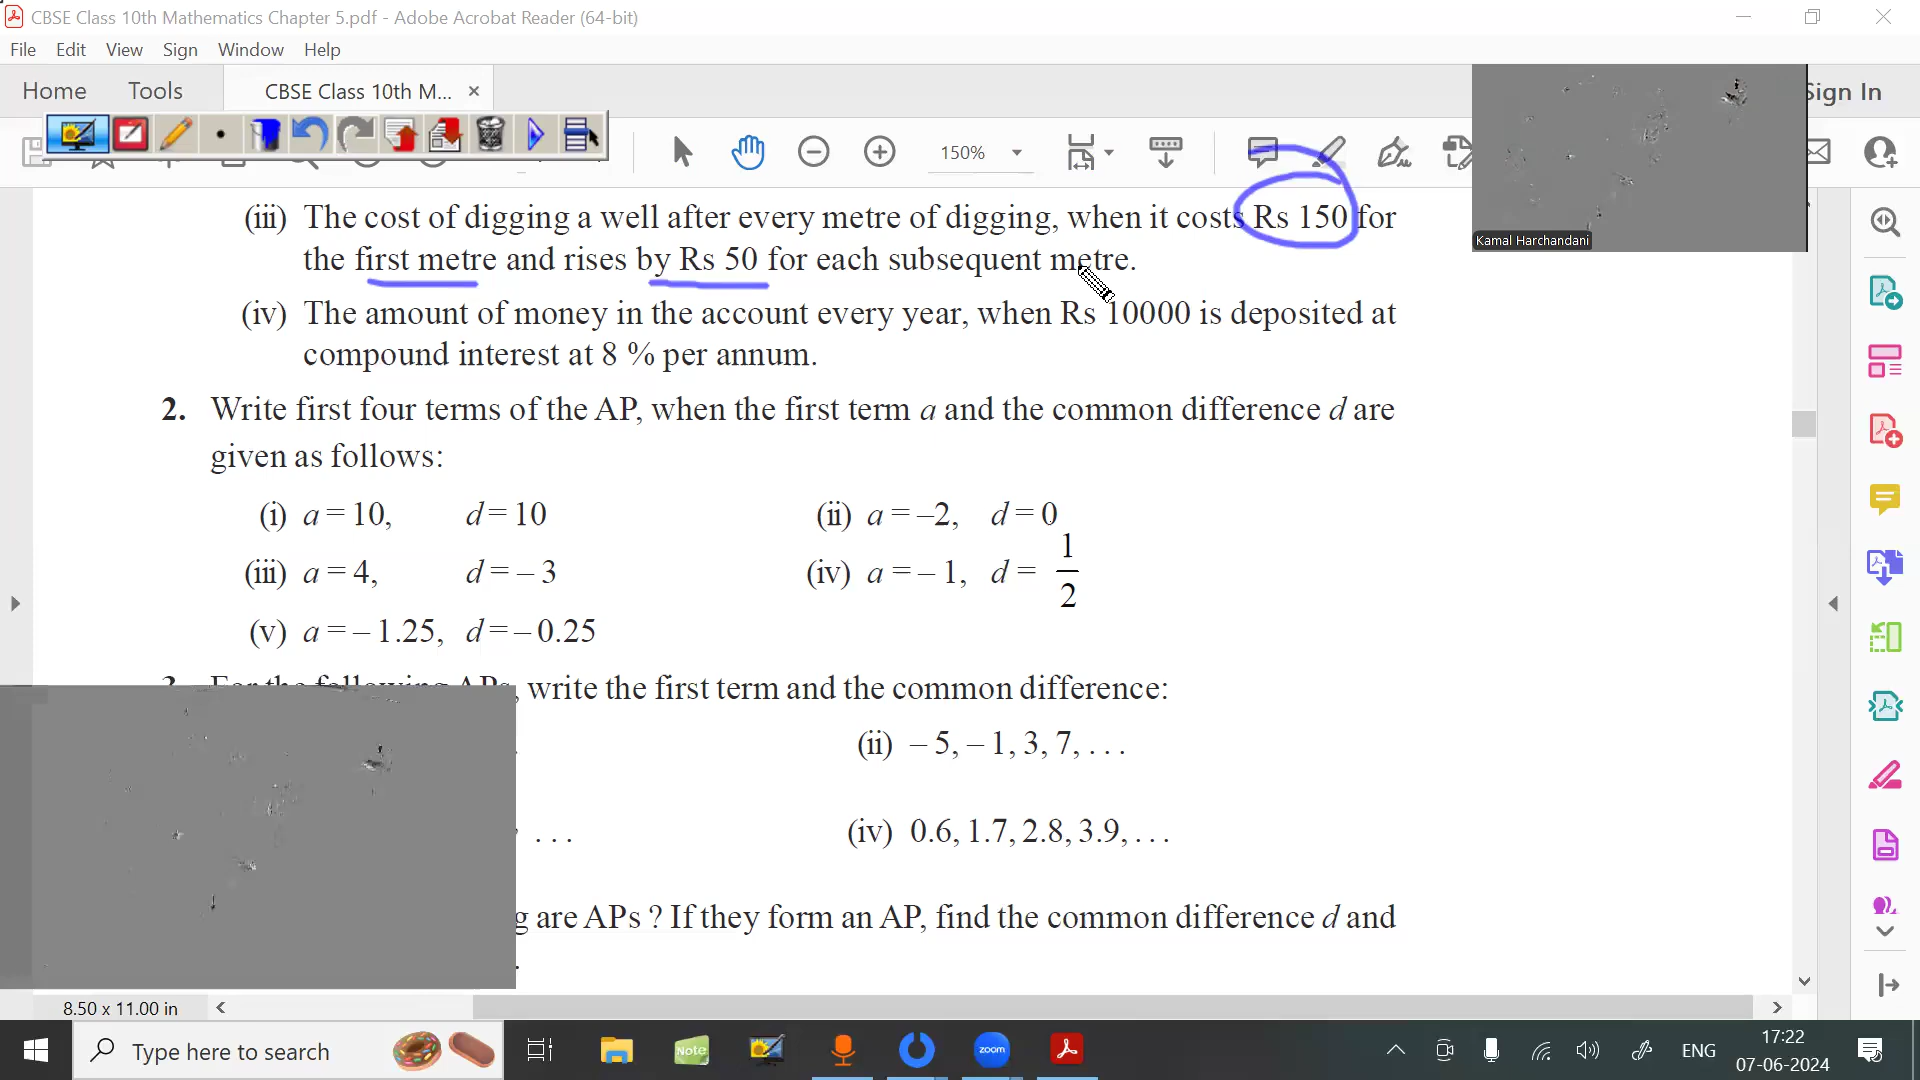 CBSE Class 10th Mathematics Chapter 5.pdf - Adobe Acrobat Reader (64-bit)
File Edit View Sign Window Help
Home Tools CBSE Class 10th M... × Sign In
150%
Kamal Harchandani
(iii) The cost of digging a well after every metre of digging, when it costs Rs 150 for
the first metre and rises by Rs 50 for each subsequent metre.
(iv) The amount of money in the account every year, when Rs 10000 is deposited at
compound interest at 8 % per annum.
2. Write first four terms of the AP, when the first term a and the common difference d are
given as follows:
(i) a = 10, d = 10 (ii) a = –2, d = 0
(iii) a = 4, d = – 3 (iv) a = – 1, d = 1/2
(v) a = – 1.25, d = – 0.25
3. For the following APs, write the first term and the common difference:
(ii) – 5, – 1, 3, 7, . . .
. . . (iv) 0.6, 1.7, 2.8, 3.9, . . .
g are APs ? If they form an AP, find the common difference d and
8.50 x 11.00 in
Type here to search
Note
zoom
ENG
17:22
07-06-2024